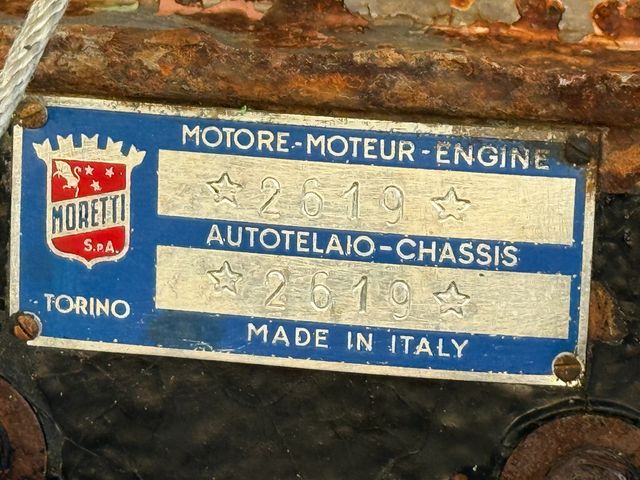 MOTORE-MOTEUR-ENGINE
☆2619☆
MORETTI
S.p.A.
AUTOTELAIO-CHASSIS
☆2619☆
TORINO
MADE IN ITALY